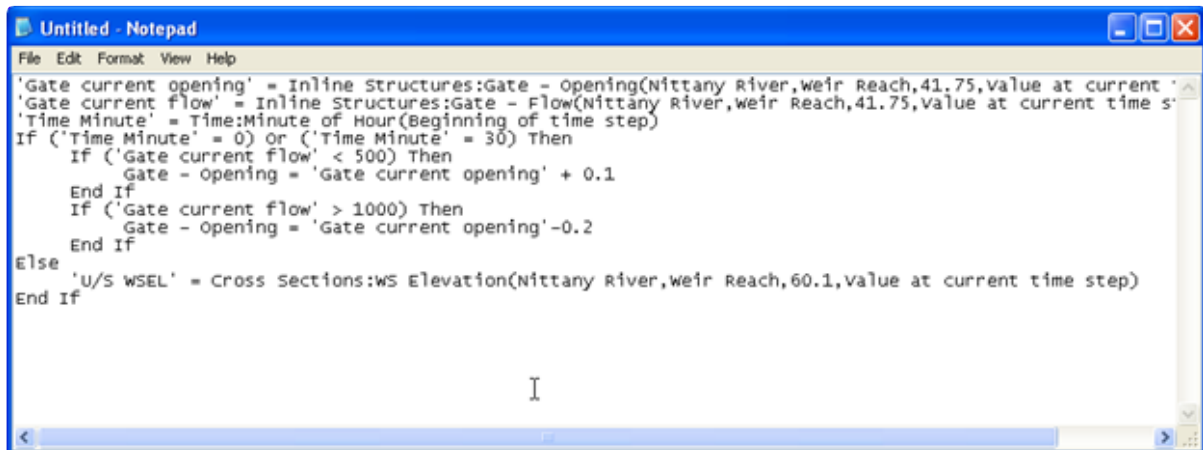 Untitled - Notepad
File Edit Format View Help
'Gate current opening' = Inline Structures:Gate - Opening(Nittany River,Weir Reach,41.75,Value at current
'Gate current flow' = Inline Structures:Gate - Flow(Nittany River,Weir Reach,41.75,Value at current time s
'Time Minute' = Time:Minute of Hour(Beginning of time step)
If ('Time Minute' = 0) Or ('Time Minute' = 30) Then
If ('Gate current flow' < 500) Then
Gate - Opening = 'Gate current opening' + 0.1
End If
If ('Gate current flow' > 1000) Then
Gate - Opening = 'Gate current opening'-0.2
End If
Else
'U/S WSEL' = Cross Sections:WS Elevation(Nittany River,Weir Reach,60.1,Value at current time step)
End If